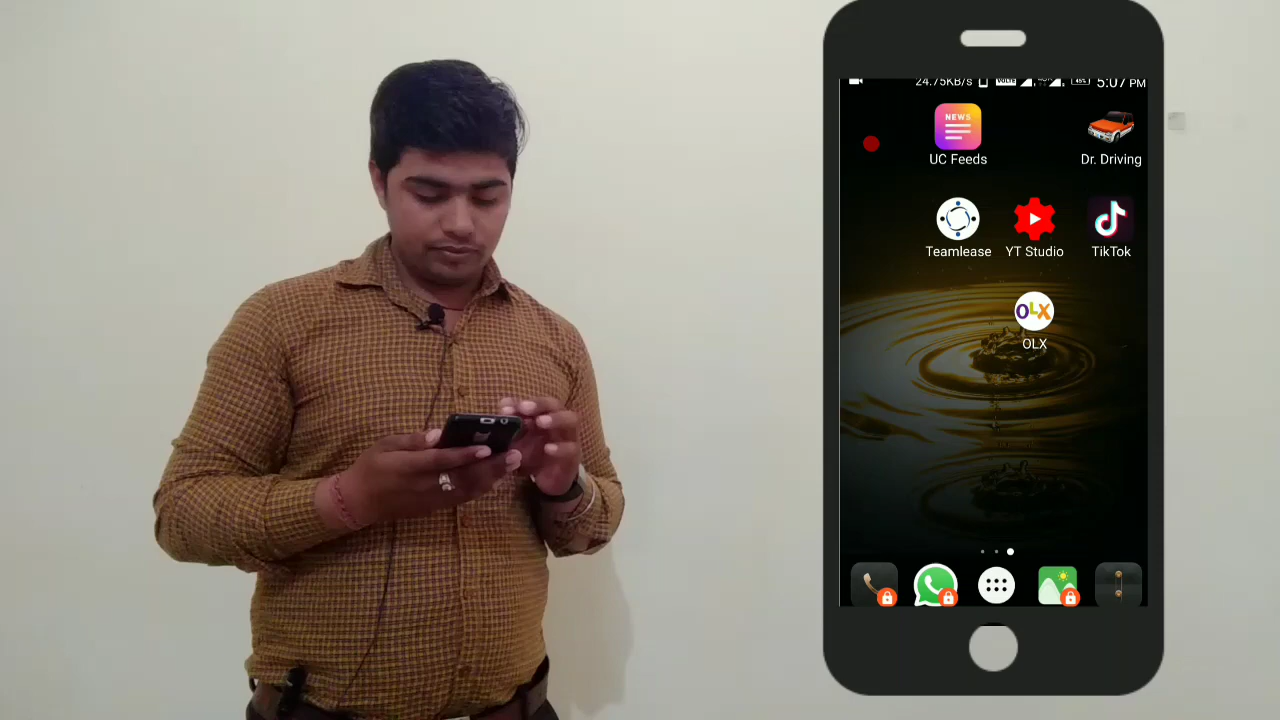 24.75KB/s 5:07 PM
NEWS
UC Feeds
Dr. Driving
Teamlease
YT Studio
TikTok
OLX
OLX